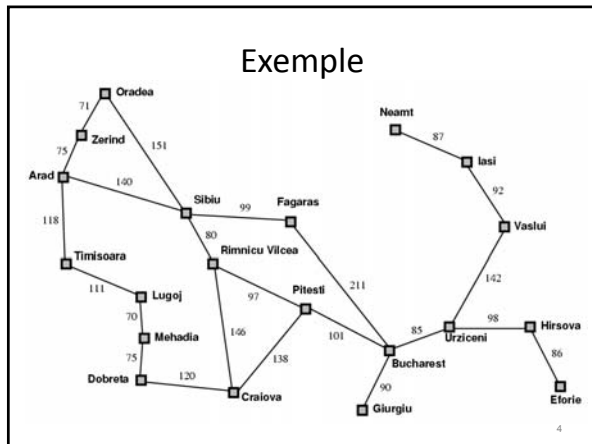 Exemple
Oradea
71
Neamt
Zerind
87
151
75
Iasi
Arad
140
92
Sibiu
Fagaras
99
118
Vaslui
80
Timisoara
Rimnicu Vilcea
111
211
142
Lugoj
97
Pitesti
70
98
Hirsova
85
146
101
Urziceni
Mehadia
75
138
86
Bucharest
120
90
Dobreta
Eforie
Craiova
Giurgiu
4